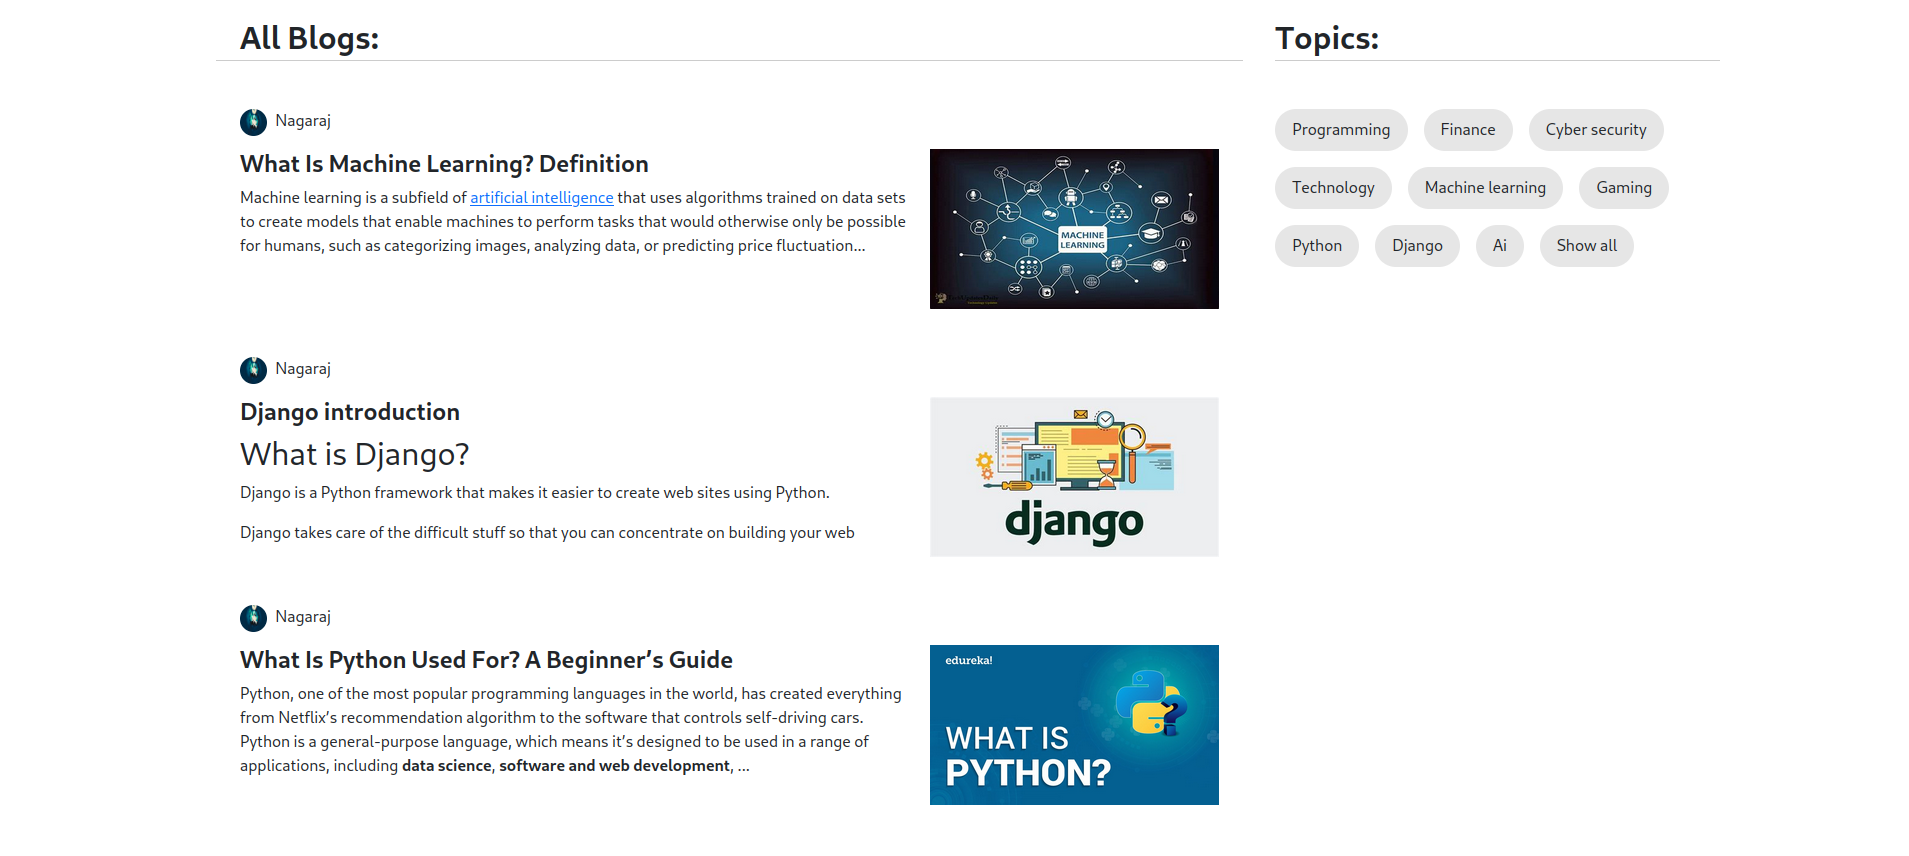 All Blogs:
Nagaraj
What Is Machine Learning? Definition
Machine learning is a subfield of artificial intelligence that uses algorithms trained on data sets
to create models that enable machines to perform tasks that would otherwise only be possible
for humans, such as categorizing images, analyzing data, or predicting price fluctuation...
MACHINE
LEARNING
Nagaraj
Django introduction
What is Django?
Django is a Python framework that makes it easier to create web sites using Python.
Django takes care of the difficult stuff so that you can concentrate on building your web
django
Nagaraj
What Is Python Used For? A Beginner’s Guide
Python, one of the most popular programming languages in the world, has created everything
from Netflix’s recommendation algorithm to the software that controls self-driving cars.
Python is a general-purpose language, which means it’s designed to be used in a range of
applications, including data science, software and web development, ...
edureka!
WHAT IS
PYTHON?
Topics:
Programming
Finance
Cyber security
Technology
Machine learning
Gaming
Python
Django
Ai
Show all